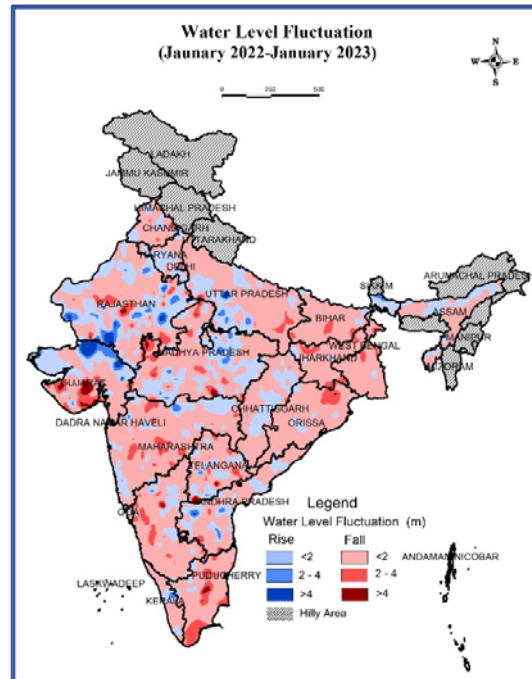 Water Level Fluctuation
(Jaunary 2022-January 2023)
N
W E
S
0 250 500
LADAKH
JAMMU KASHMIR
HIMACHAL PRADESH
CHANDIGARH
UTTARAKHAND
HARYANA
DELHI
ARUNACHAL PRADESH
SIKKIM
RAJASTHAN
UTTAR PRADESH
ASSAM
BIHAR
MANIPUR
WEST BENGAL
MADHYA PRADESH
JHARKHAND
MIZORAM
GUJARAT
CHHATTISGARH
DADRA NAGAR HAVELI
ORISSA
MAHARASHTRA
TELANGANA
ANDHRA PRADESH
GOA
Legend
Water Level Fluctuation (m)
Rise Fall
<2 <2
2 - 4 2 - 4
>4 >4
Hilly Area
ANDAMAN NICOBAR
PUDUCHERRY
LASKWADEEP
KERALA